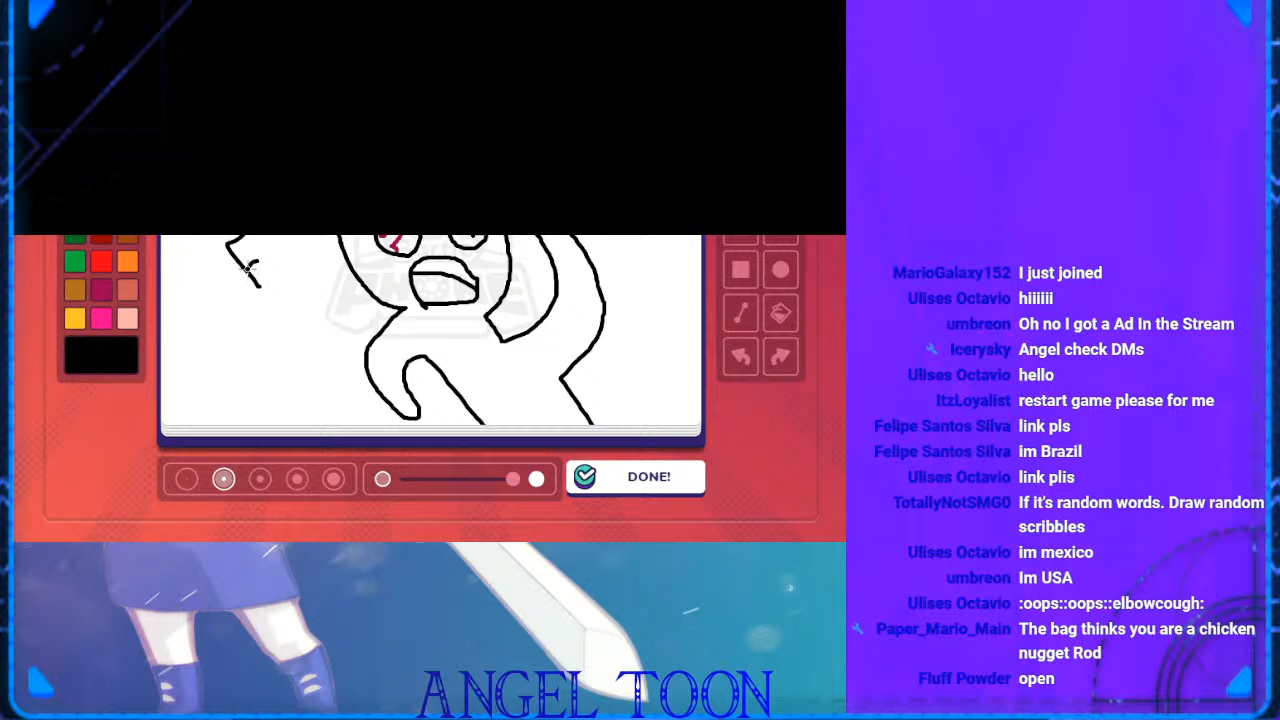 MarioGalaxy152 I just joined
Ulises Octavio hiiiiii
umbreon Oh no I got a Ad In the Stream
Icerysky Angel check DMs
Ulises Octavio hello
ItzLoyalist restart game please for me
Felipe Santos Silva link pls
Felipe Santos Silva im Brazil
Ulises Octavio link plis
TotallyNotSMG0 If it's random words. Draw random
scribbles
Ulises Octavio im mexico
umbreon Im USA
Ulises Octavio :oops::oops::elbowcough:
Paper_Mario_Main The bag thinks you are a chicken
nugget Rod
Fluff Powder open
DONE!
ANGEL TOON